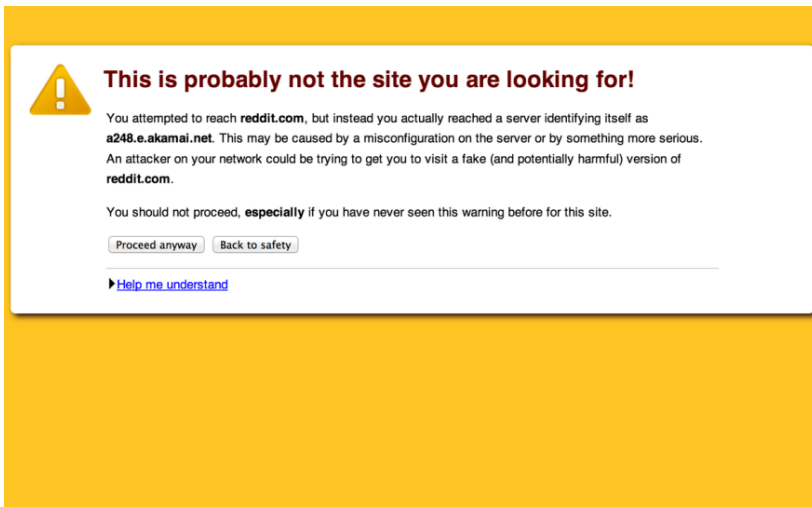 This is probably not the site you are looking for!
You attempted to reach reddit.com, but instead you actually reached a server identifying itself as
a248.e.akamai.net. This may be caused by a misconfiguration on the server or by something more serious.
An attacker on your network could be trying to get you to visit a fake (and potentially harmful) version of
reddit.com.
You should not proceed, especially if you have never seen this warning before for this site.
Proceed anyway Back to safety
Help me understand